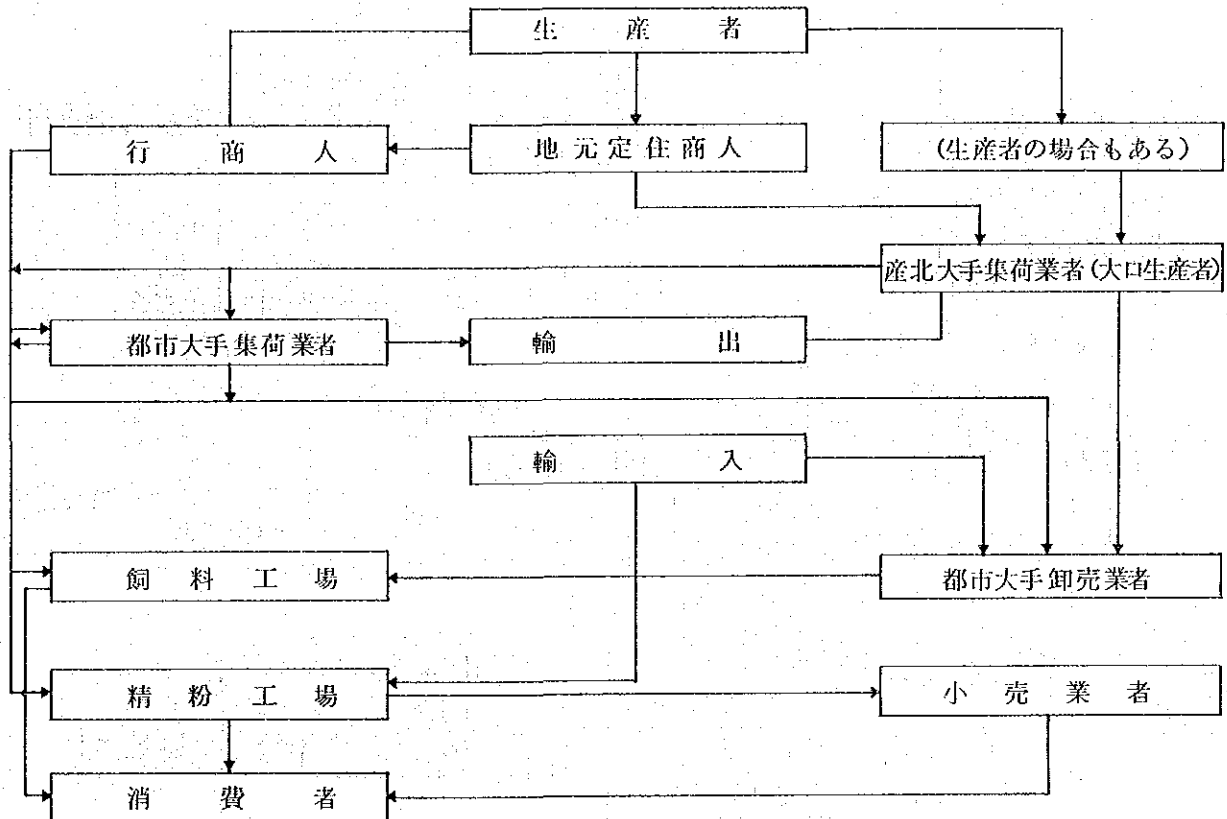 生産者
行商人
地元定住商人
(生産者の場合もある)
産北大手集荷業者(大口生産者)
都市大手集荷業者
輸出
輸入
飼料工場
都市大手卸売業者
精粉工場
小売業者
消費者